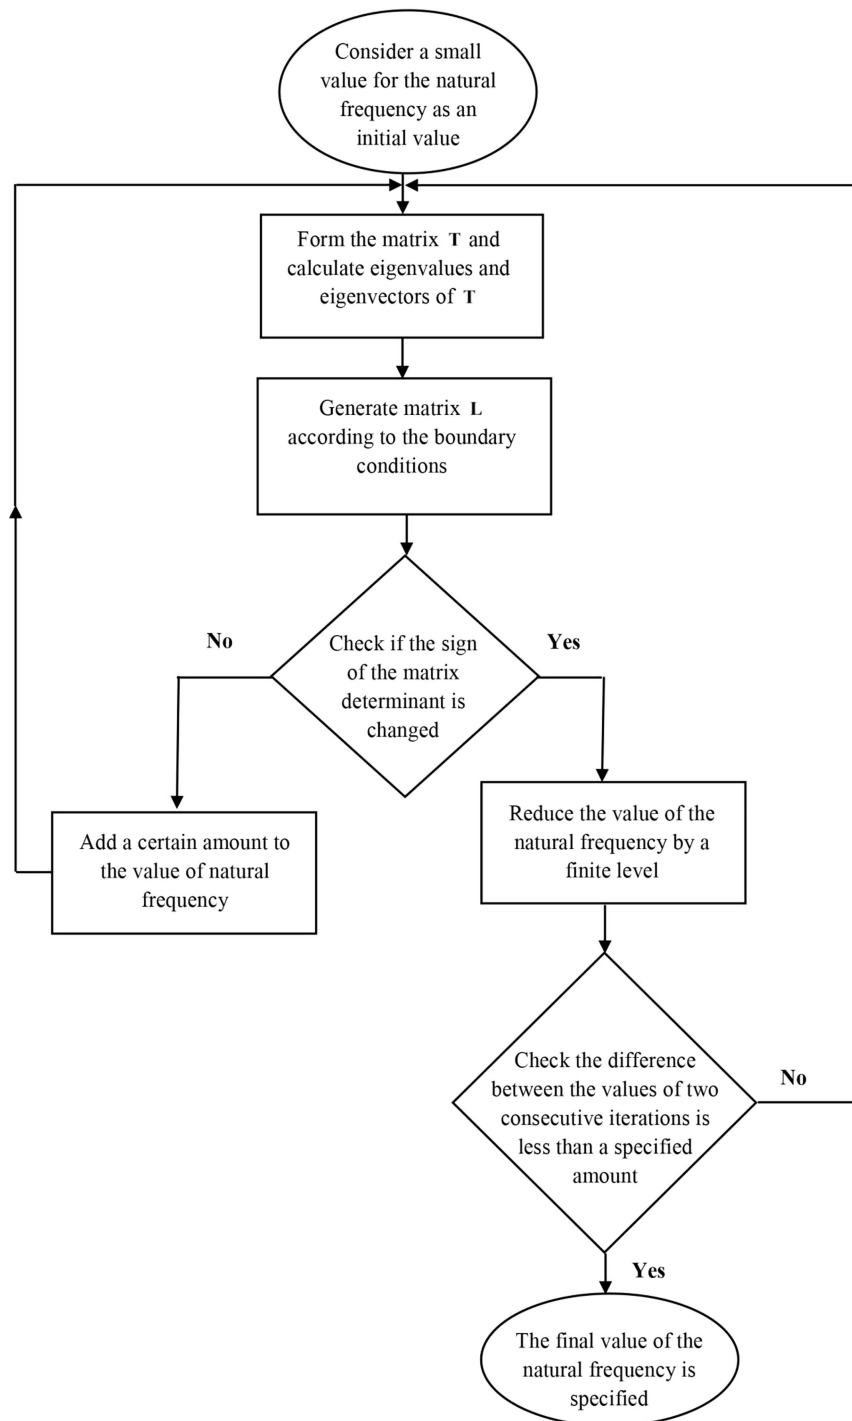 Consider a small
value for the natural
frequency as an
initial value
Form the matrix T and
calculate eigenvalues and
eigenvectors of T
Generate matrix L
according to the boundary
conditions
No
Yes
Check if the sign
of the matrix
determinant is
changed
Add a certain amount to
the value of natural
frequency
Reduce the value of the
natural frequency by a
finite level
Check the difference
between the values of two
consecutive iterations is
less than a specified
amount
No
Yes
The final value of the
natural frequency is
specified